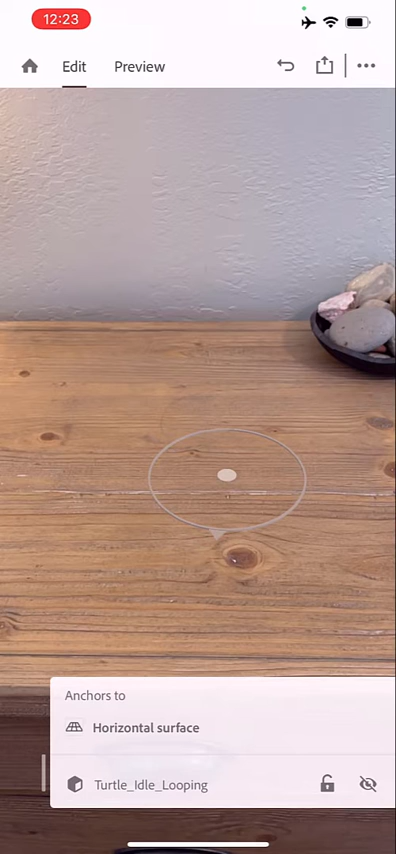 12:23
Edit Preview
Anchors to
Horizontal surface
Turtle_Idle_Looping